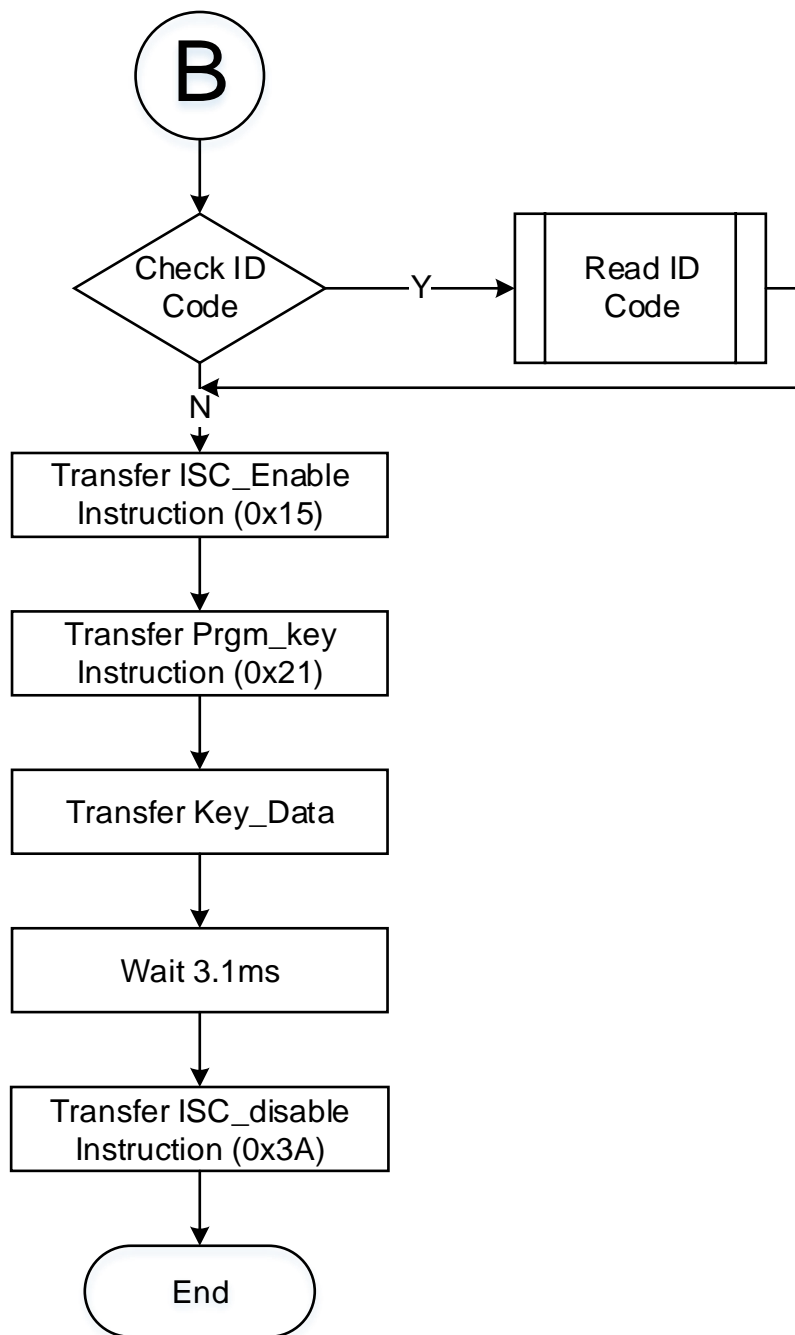 B
Check ID
Code
Y
Read ID
Code
N
Transfer ISC_Enable
Instruction (0x15)
Transfer Prgm_key
Instruction (0x21)
Transfer Key_Data
Wait 3.1ms
Transfer ISC_disable
Instruction (0x3A)
End